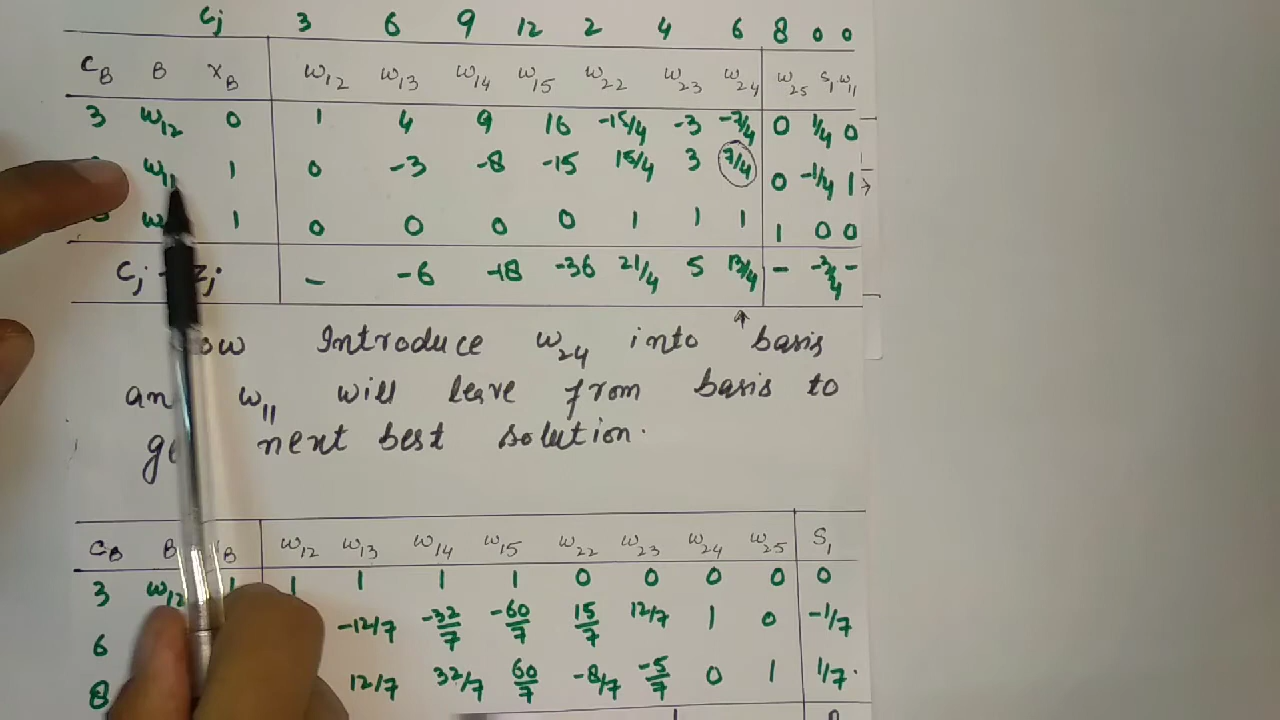 Cj 3 6 9 12 2 4 6 8 0 0
CB B XB w12 w13 w14 w15 w22 w23 w24 w25 S1 w11
3 w12 0 1 4 9 16 -15/4 -3 -7/4 0 1/4 0
w11 1 0 -3 -8 -15 15/4 3 7/4 0 -1/4 1 →
1 0 0 0 0 1 1 1 1 0 0
Cj Zj - -6 -18 -36 21/4 5 13/4 - -3/4 -
Introduce w24 into basis
w11 will leave from basis to
next best solution.
CB B w12 w13 w14 w15 w22 w23 w24 w25 S1
3 w12 1 1 1 1 1 0 0 0 0 0
6 -12/7 -32/7 -60/7 15/7 12/7 1 0 -1/7
8 12/7 32/7 60/7 -8/7 -5/7 0 1 1/7.